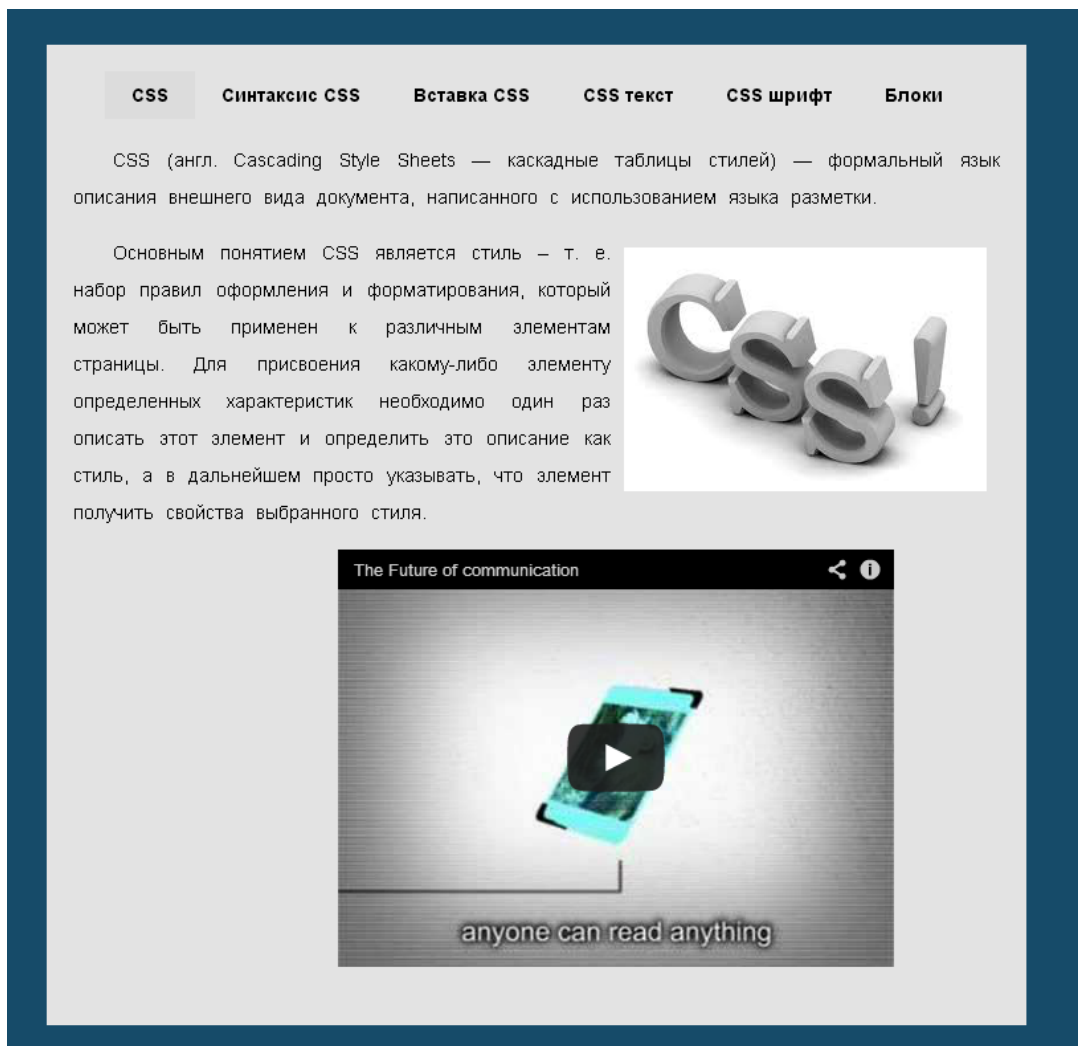 CSS Синтаксис CSS Вставка CSS CSS текст CSS шрифт Блоки
CSS (англ. Cascading Style Sheets — каскадные таблицы стилей) — формальный язык
описания внешнего вида документа, написанного с использованием языка разметки.
Основным понятием CSS является стиль – т. е.
набор правил оформления и форматирования, который
может быть применен к различным элементам
страницы. Для присвоения какому-либо элементу
определенных характеристик необходимо один раз
описать этот элемент и определить это описание как
стиль, а в дальнейшем просто указывать, что элемент
получить свойства выбранного стиля.
CSS!
The Future of communication
anyone can read anything